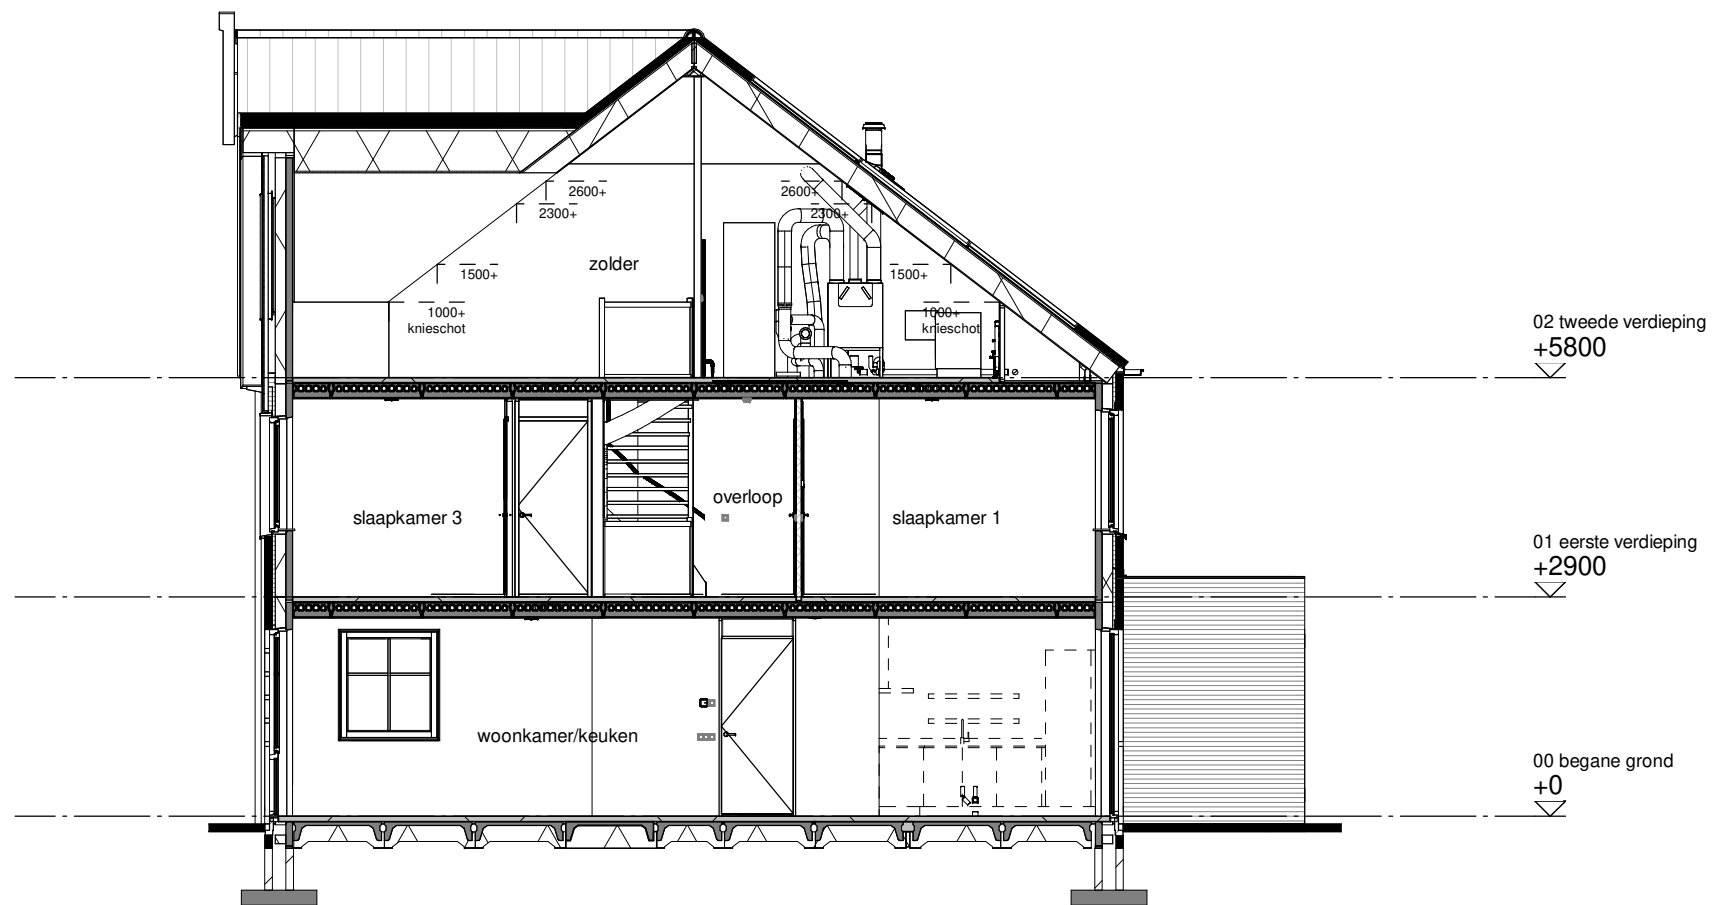 2600+
2600+
2300+
2300+
zolder
1500+
1500+
1000+
knieschot
1000+
knieschot
02 tweede verdieping
+5800
slaapkamer 3
overloop
slaapkamer 1
01 eerste verdieping
+2900
woonkamer/keuken
00 begane grond
+0